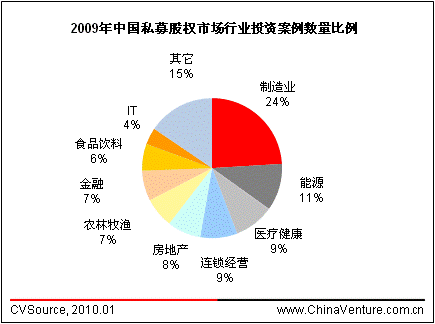 2009年中国私募股权市场行业投资案例数量比例
其它
15%
制造业
24%
IT
4%
食品饮料
6%
能源
11%
金融
7%
农林牧渔
7%
医疗健康
9%
房地产
8%
连锁经营
9%
CVSource, 2010.01
www.ChinaVenture.com.cn